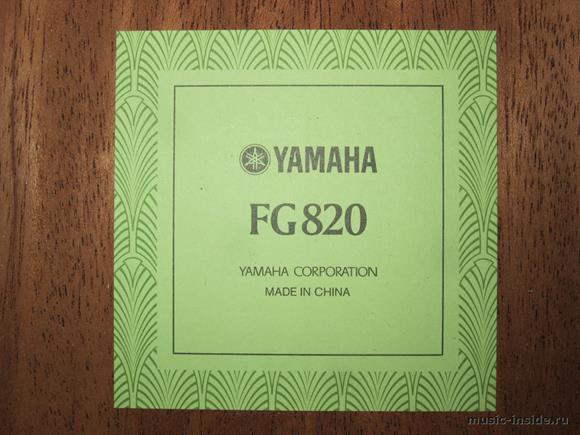 YAMAHA
FG820
YAMAHA CORPORATION
MADE IN CHINA
music-inside.ru